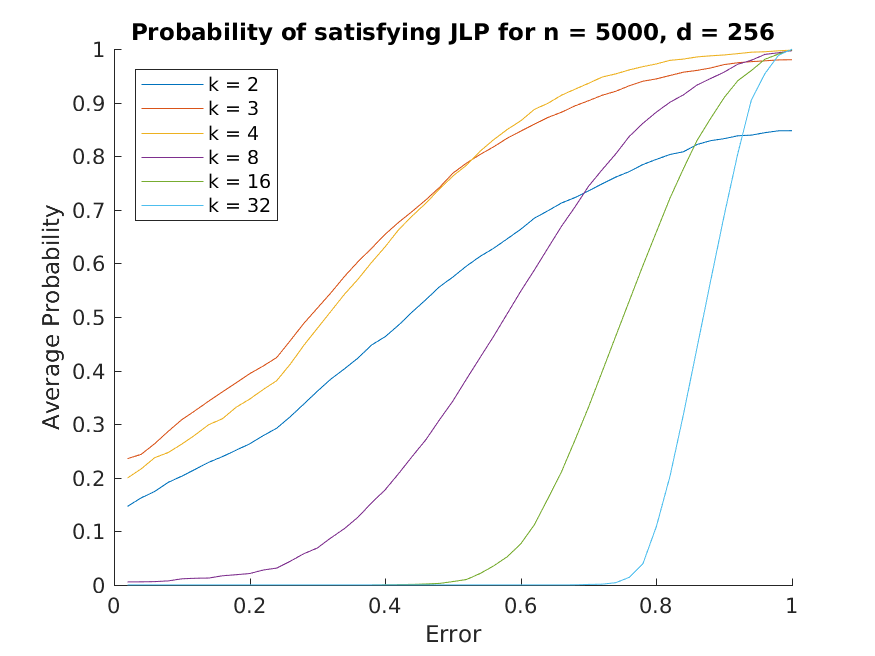 Probability of satisfying JLP for n = 5000, d = 256
1
0.9
0.8
0.7
0.6
0.5
0.4
0.3
0.2
0.1
0
Average Probability
k = 2
k = 3
k = 4
k = 8
k = 16
k = 32
0
0.2
0.4
0.6
0.8
1
Error